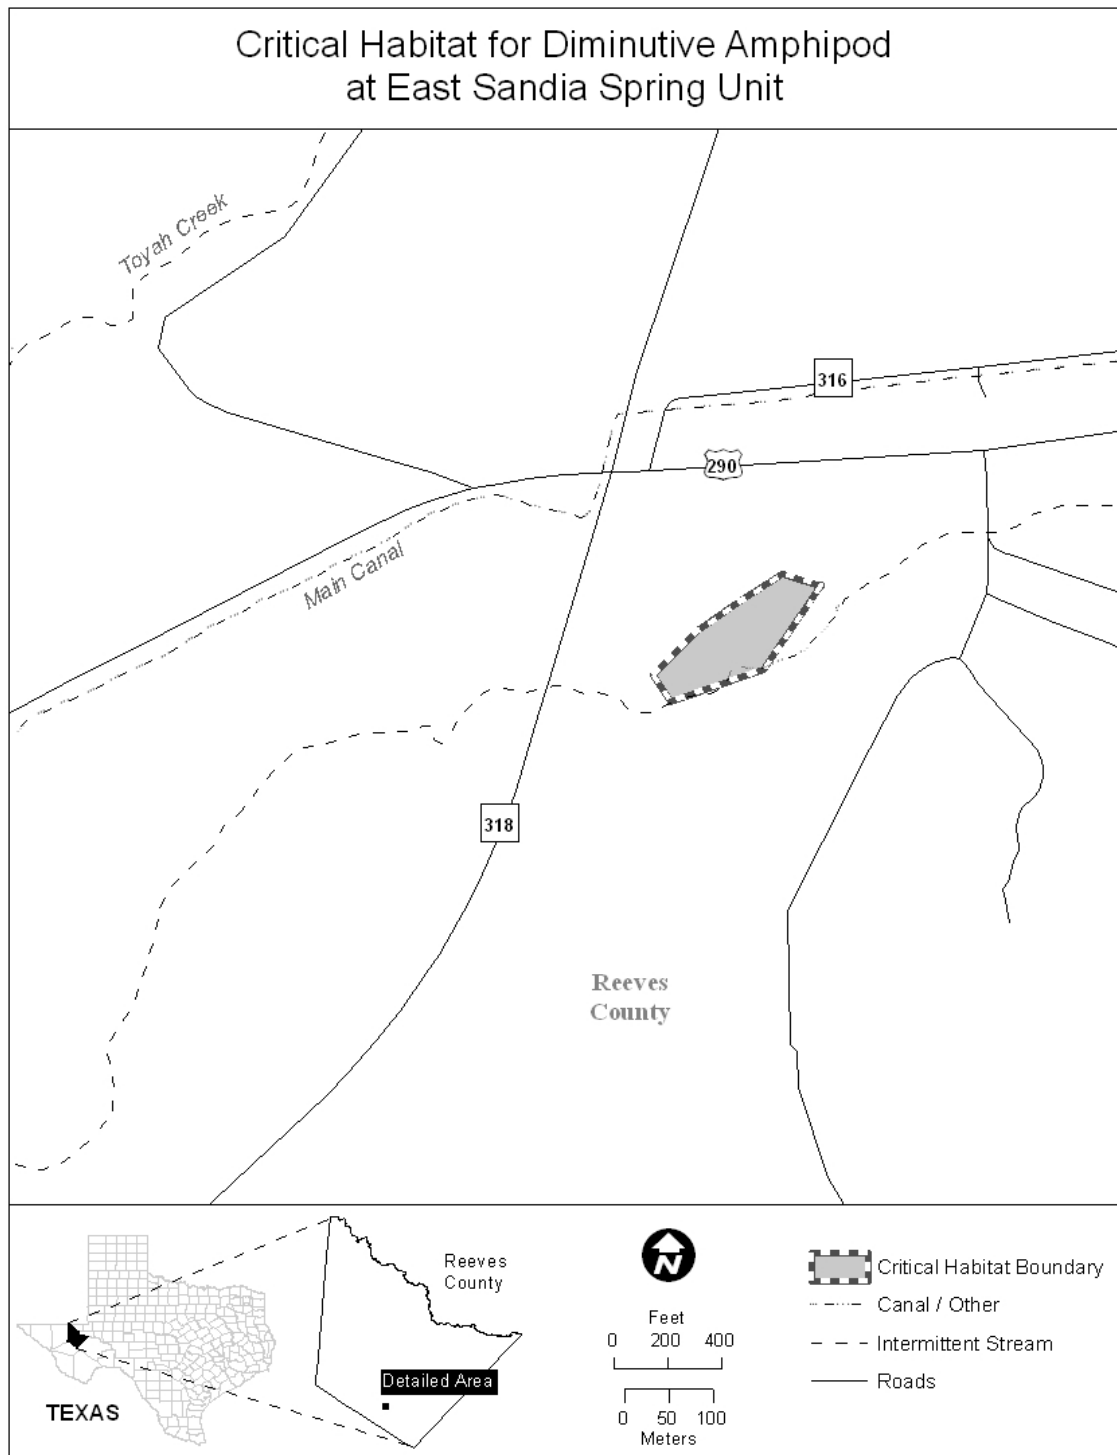 Critical Habitat for Diminutive Amphipod
at East Sandia Spring Unit
Toyah Creek
316
290
Main Canal
318
Reeves
County
Reeves
County
Detailed Area
TEXAS
N
Feet
0 200 400
0 50 100
Meters
Critical Habitat Boundary
Canal / Other
Intermittent Stream
Roads